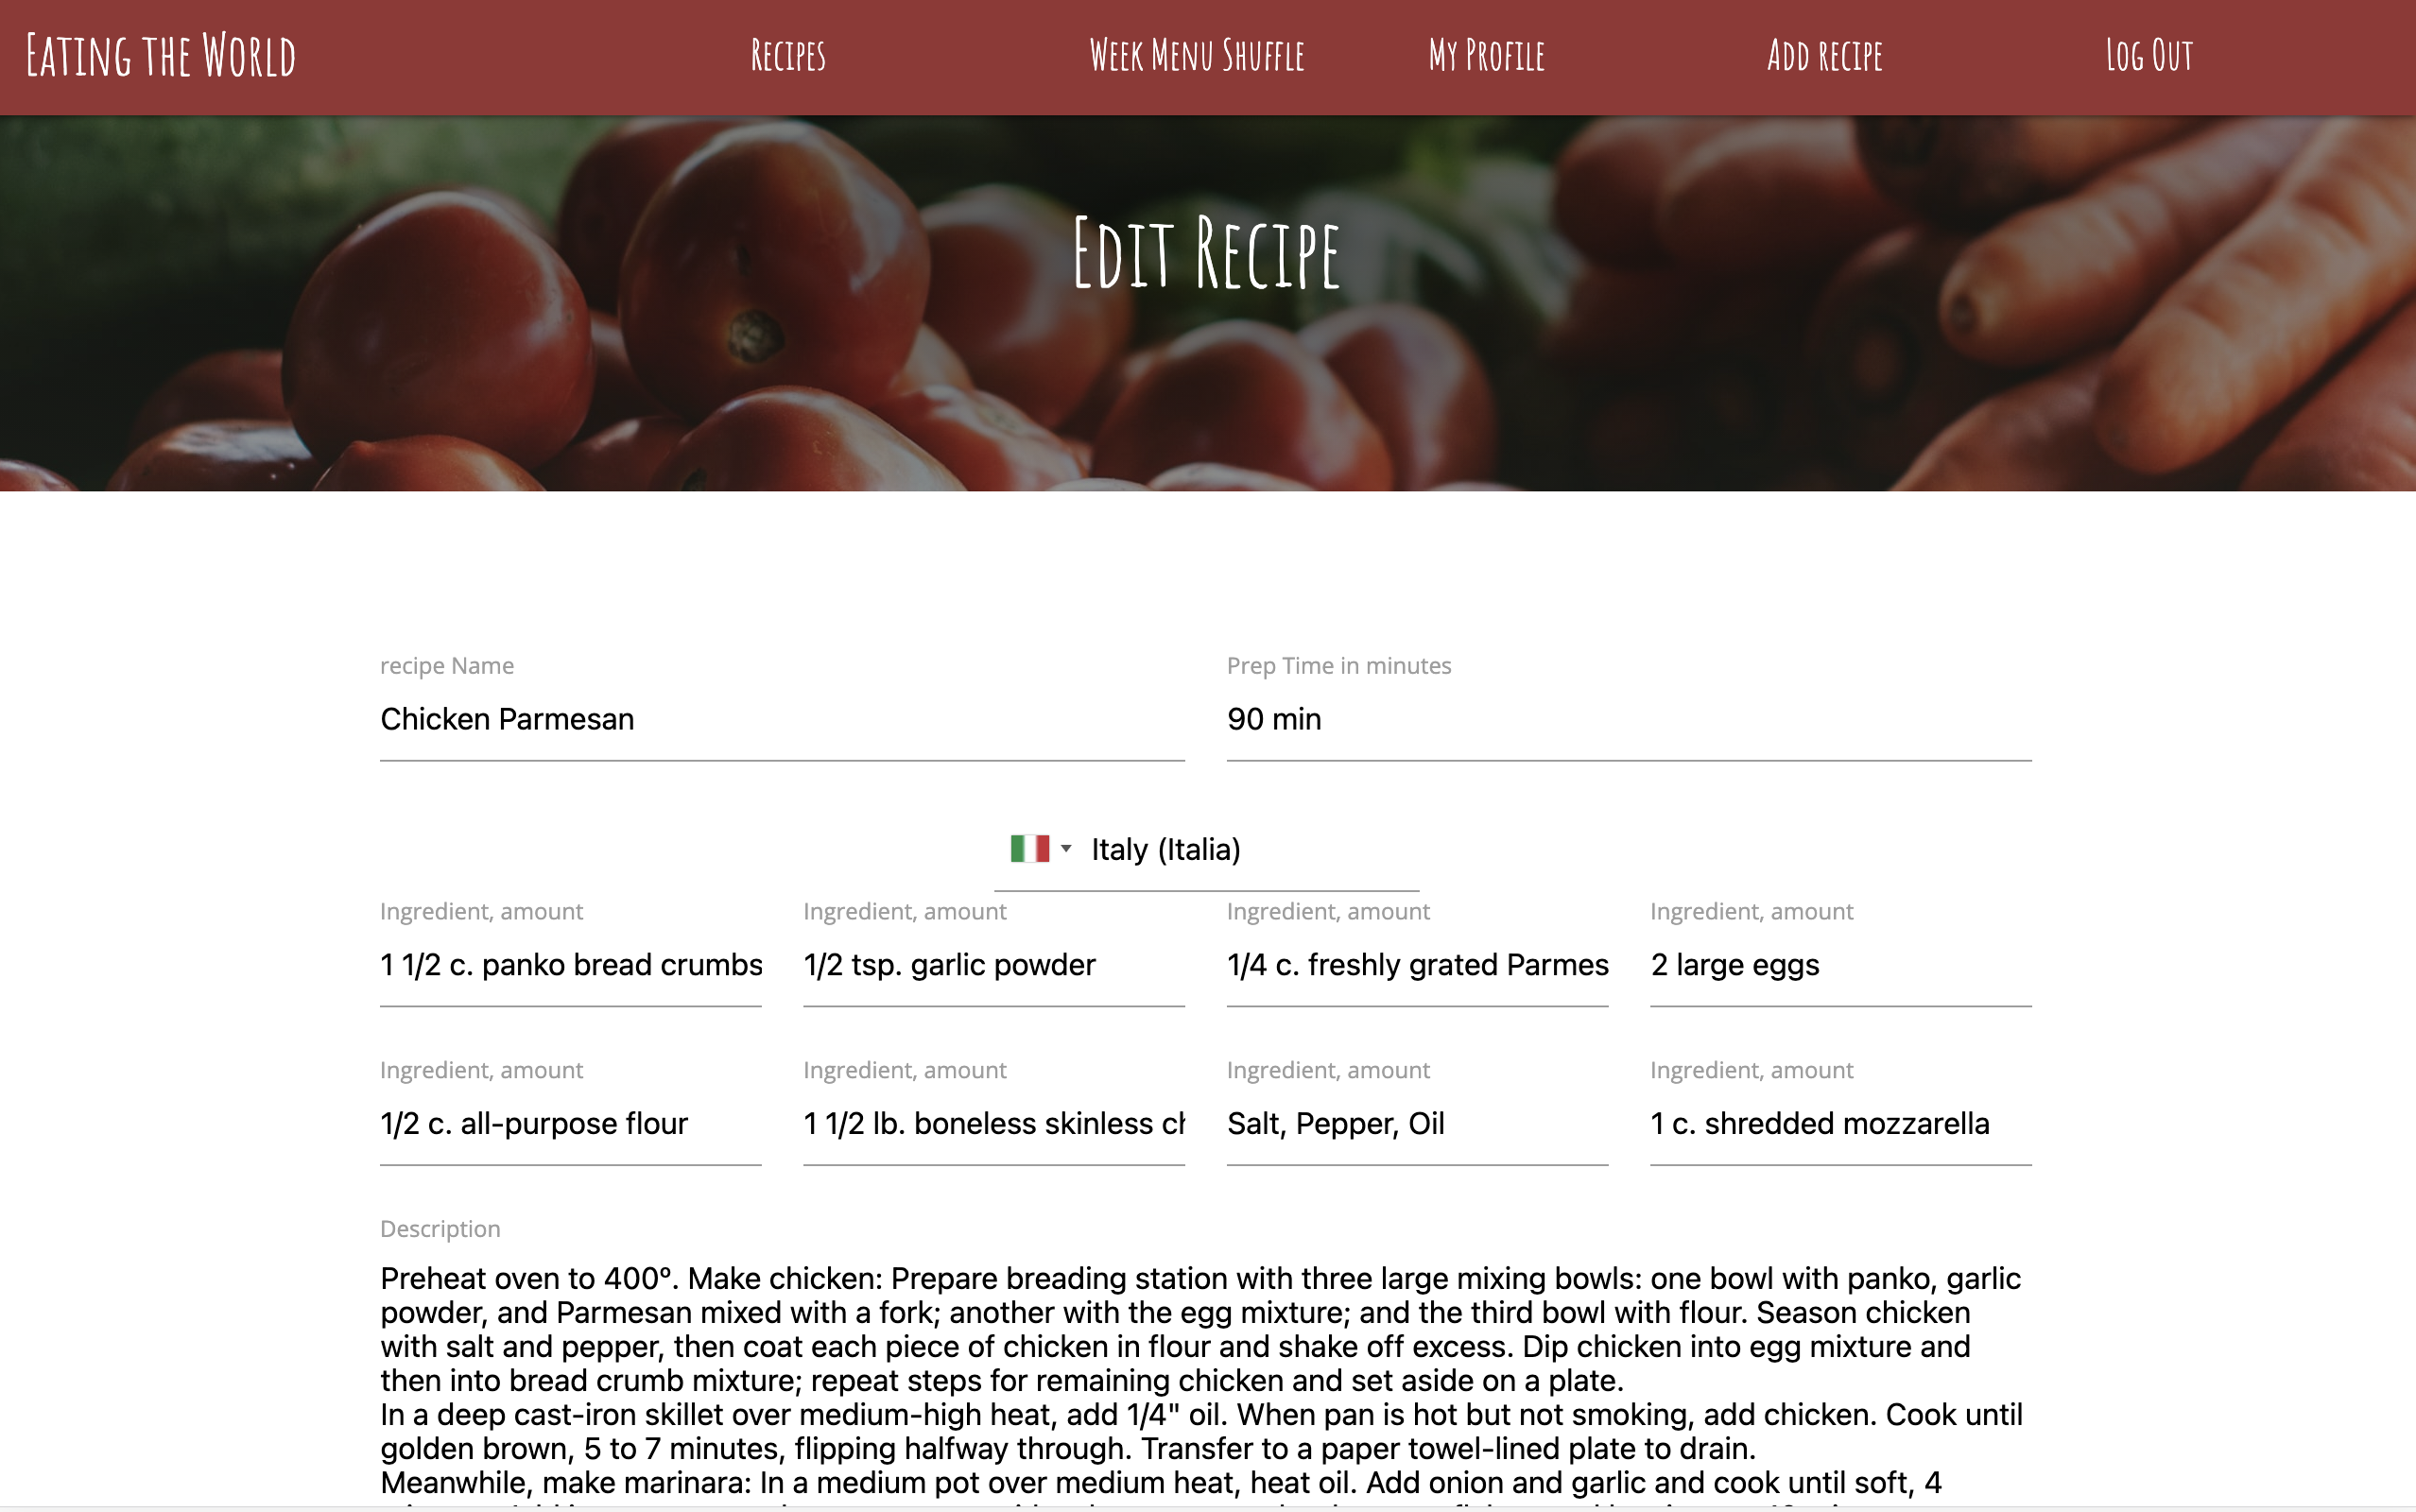 Eating the World
Recipes
Week Menu Shuffle
My Profile
Add recipe
Log Out
Edit Recipe
recipe Name
Prep Time in minutes
Chicken Parmesan
90 min
Italy (Italia)
Ingredient, amount
Ingredient, amount
Ingredient, amount
Ingredient, amount
1 1/2 c. panko bread crumbs
1/2 tsp. garlic powder
1/4 c. freshly grated Parmes
2 large eggs
Ingredient, amount
Ingredient, amount
Ingredient, amount
Ingredient, amount
1/2 c. all-purpose flour
1 1/2 lb. boneless skinless
Salt, Pepper, Oil
1 c. shredded mozzarella
Description
Preheat oven to 400º. Make chicken: Prepare breading station with three large mixing bowls: one bowl with panko, garlic
powder, and Parmesan mixed with a fork; another with the egg mixture; and the third bowl with flour. Season chicken
with salt and pepper, then coat each piece of chicken in flour and shake off excess. Dip chicken into egg mixture and
then into bread crumb mixture; repeat steps for remaining chicken and set aside on a plate.
In a deep cast-iron skillet over medium-high heat, add 1/4" oil. When pan is hot but not smoking, add chicken. Cook until
golden brown, 5 to 7 minutes, flipping halfway through. Transfer to a paper towel-lined plate to drain.
Meanwhile, make marinara: In a medium pot over medium heat, heat oil. Add onion and garlic and cook until soft, 4